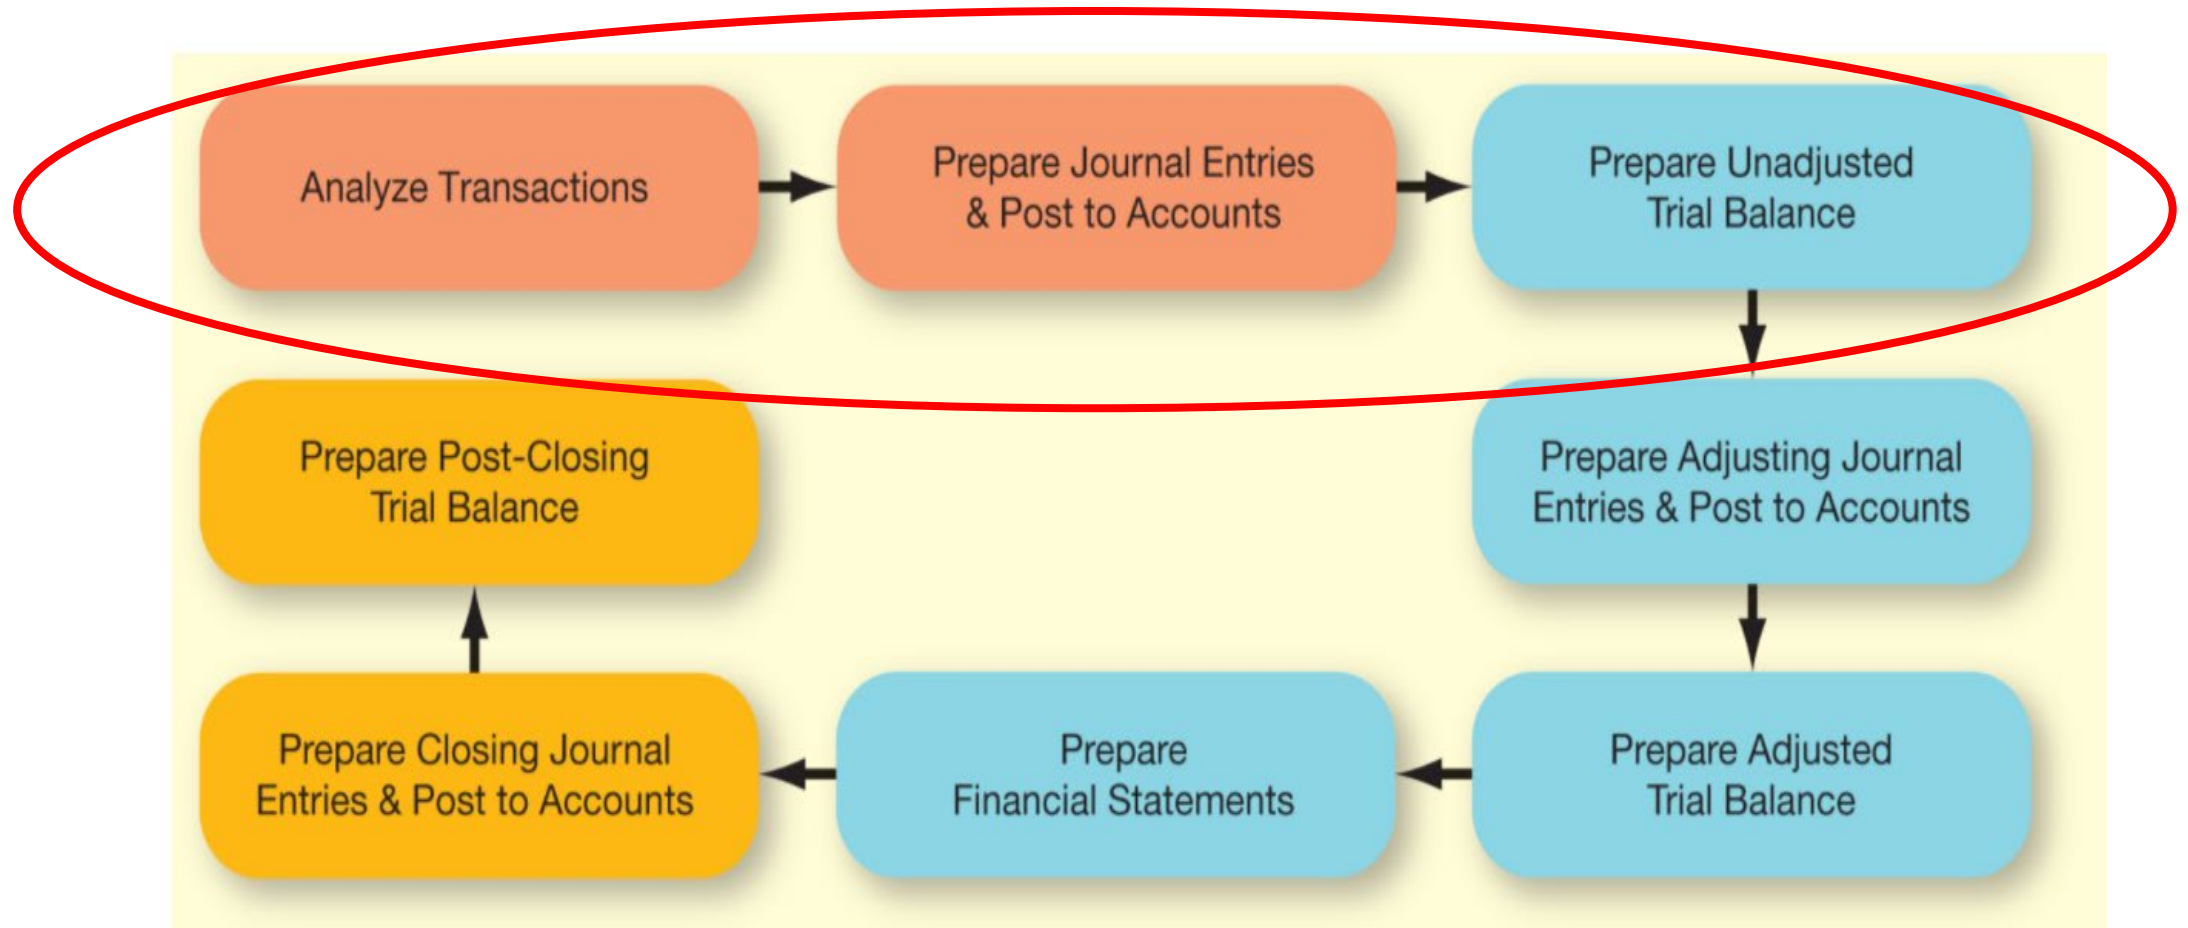 Analyze Transactions
Prepare Journal Entries
& Post to Accounts
Prepare Unadjusted
Trial Balance
Prepare Post-Closing
Trial Balance
Prepare Adjusting Journal
Entries & Post to Accounts
Prepare Closing Journal
Entries & Post to Accounts
Prepare
Financial Statements
Prepare Adjusted
Trial Balance